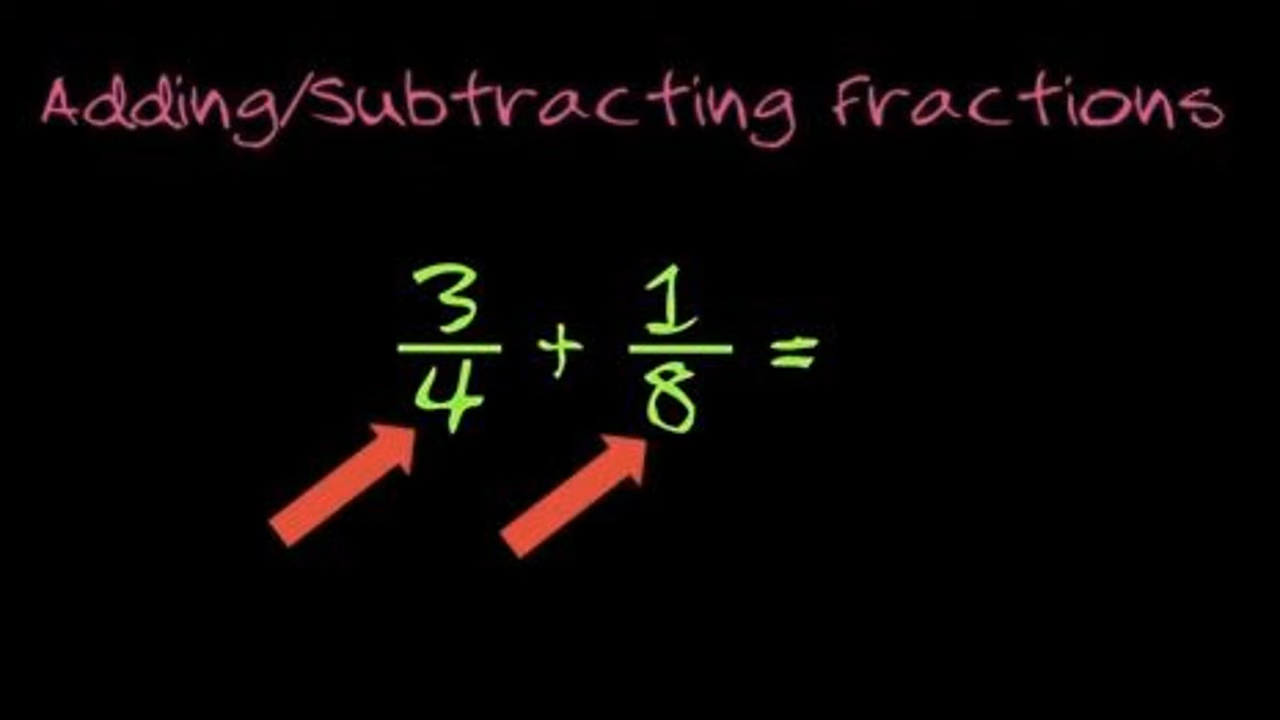 Adding/Subtracting Fractions
3/4 + 1/8 =